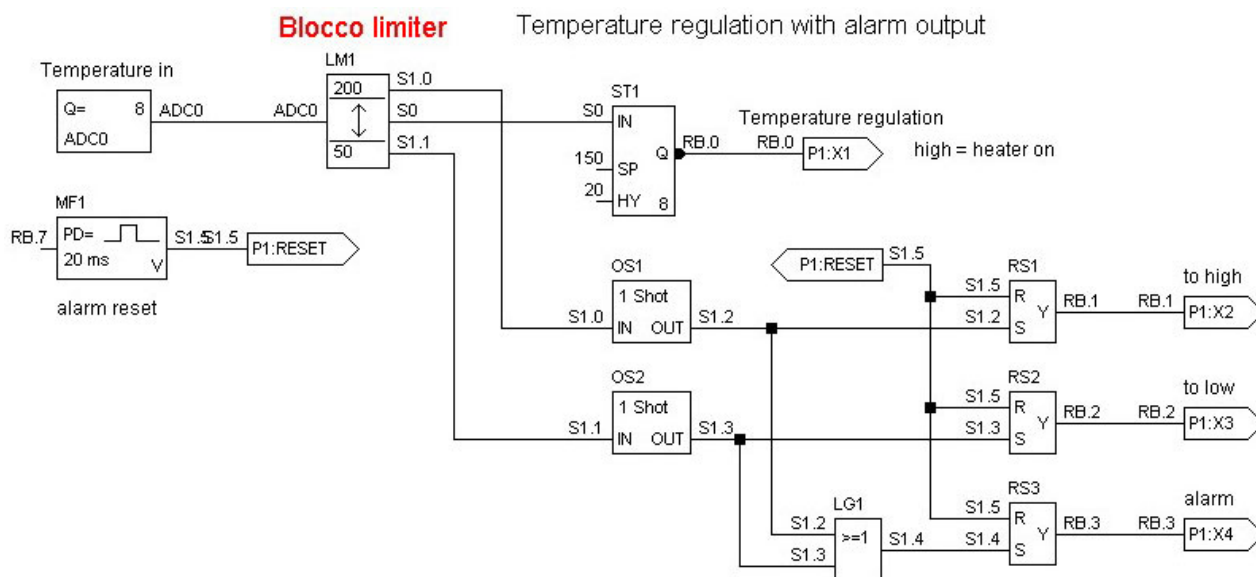 Blocco limiter
Temperature regulation with alarm output
Temperature in
Q= 8
ADC0
ADC0
ADC0
LM1
200
50
S1.0
S0
S1.1
ST1
S0
IN
150
SP
20
HY
Q
8
RB.0
Temperature regulation
RB.0
P1:X1
high = heater on
MF1
RB.7
PD=
20 ms
V
S1.5
S1.5
P1:RESET
alarm reset
OS1
1 Shot
S1.0
IN OUT
S1.2
P1:RESET
S1.5
RS1
S1.5
R
S1.2
S
Y
RB.1
to high
RB.1
P1:X2
OS2
1 Shot
S1.1
IN OUT
S1.3
RS2
S1.5
R
S1.3
S
Y
RB.2
to low
RB.2
P1:X3
LG1
S1.2
S1.3
>=1
S1.4
RS3
S1.5
R
S1.4
S
Y
RB.3
alarm
RB.3
P1:X4